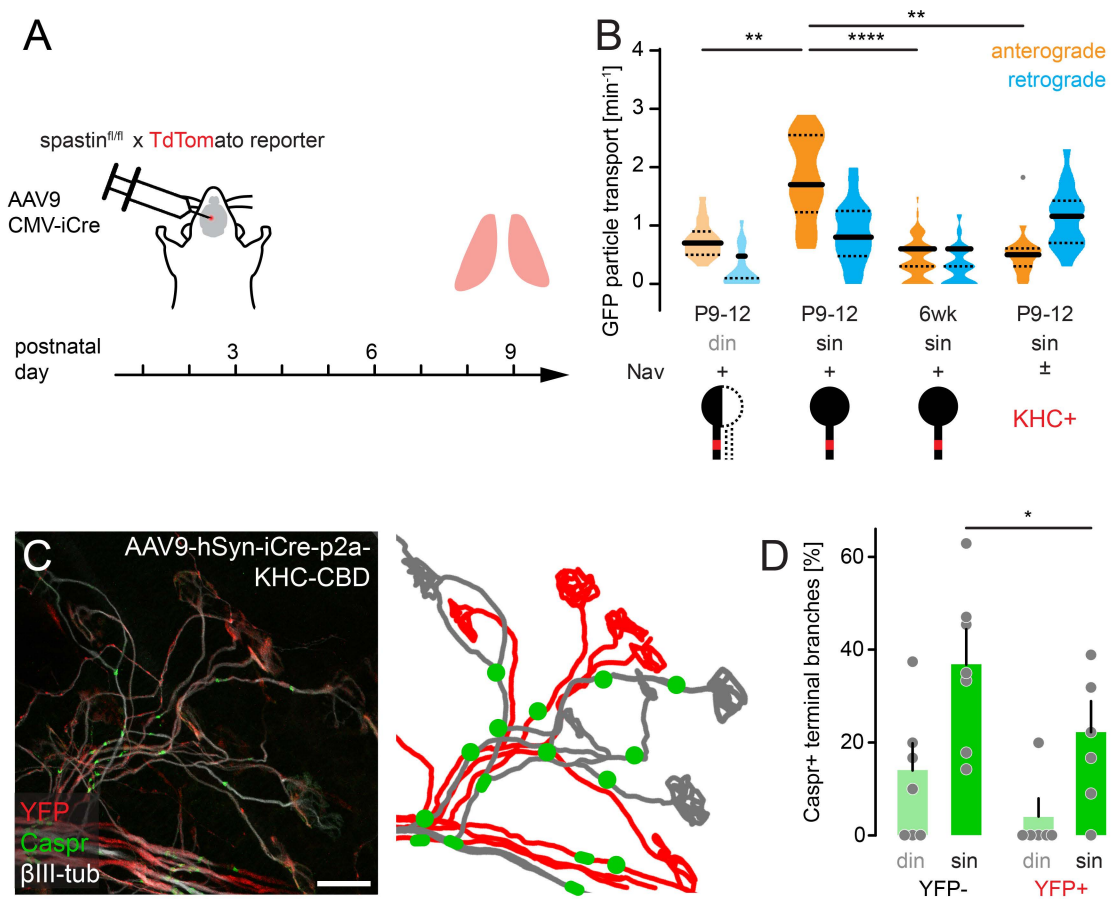 A
spastinfl/fl x TdTomato reporter
AAV9
CMV-iCre
postnatal
day
3
6
9
B
GFP particle transport [min-1]
4
3
2
1
0
**
****
**
anterograde
retrograde
P9-12
P9-12
6wk
P9-12
din
sin
sin
sin
Nav
+
+
+
±
KHC+
C
AAV9-hSyn-iCre-p2a-
KHC-CBD
YFP
Caspr
βIII-tub
D
Caspr+ terminal branches [%]
60
40
20
0
*
din
sin
din
sin
YFP-
YFP+